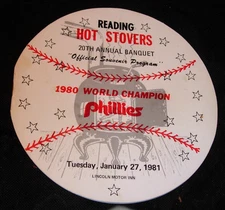 READING
HOT STOVERS
20TH ANNUAL BANQUET
"Official Souvenir Program"
1980 WORLD CHAMPION
Phillies
Tuesday, January 27, 1981
LINCOLN MOTOR INN